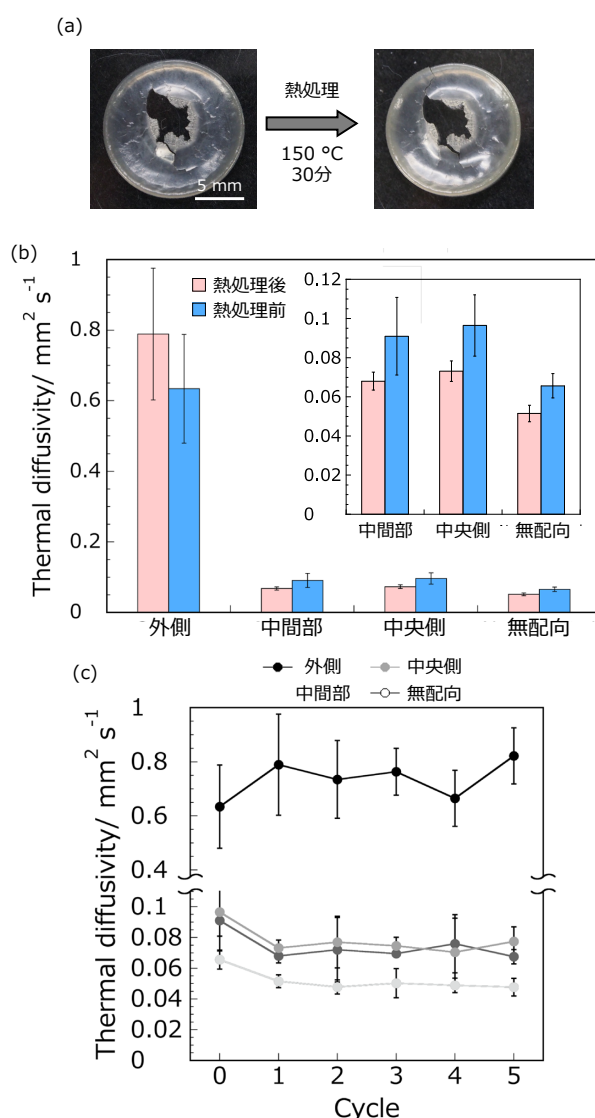 (a)
熱処理
150 °C
30分
5 mm
(b)
Thermal diffusivity/ mm² s⁻¹
1
0.8
0.6
0.4
0.2
0
熱処理後
熱処理前
0.12
0.1
0.08
0.06
0.04
0.02
0
中間部 中央側 無配向
外側 中間部 中央側 無配向
(c)
外側 中央側
中間部 無配向
Thermal diffusivity/ mm² s⁻¹
1
0.8
0.6
0.4
0.1
0.08
0.06
0.04
0.02
0
0 1 2 3 4 5
Cycle